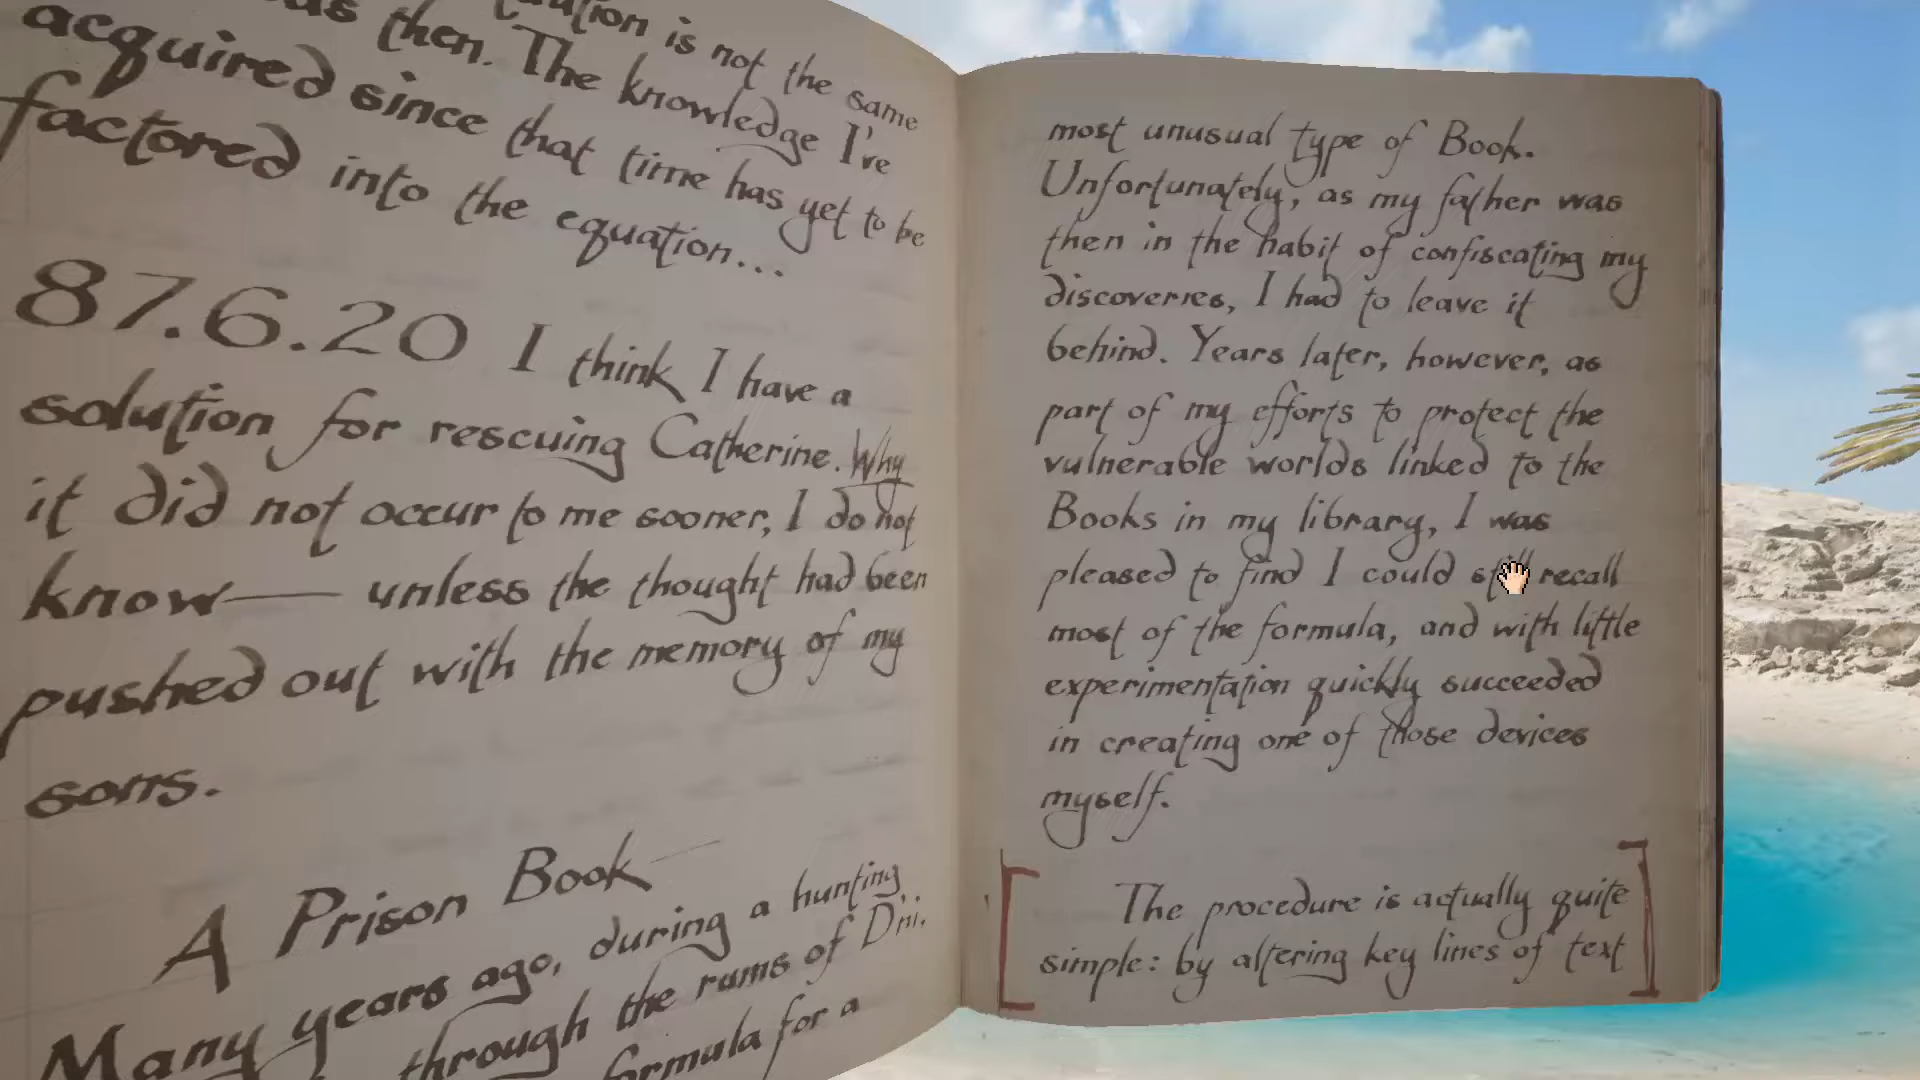 is not the same
then. The knowledge I've
acquired since that time has yet to be
factored into the equation...
87.6.20 I think I have a
solution for rescuing Catherine. Why
it did not occur to me sooner, I do not
know— unless the thought had been
pushed out with the memory of my
sons.
A Prison Book—
Many years ago, during a hunting
through the ruins of D'ni.
formula for a
most unusual type of Book.
Unfortunately, as my father was
then in the habit of confiscating my
discoveries, I had to leave it
behind. Years later, however, as
part of my efforts to protect the
vulnerable worlds linked to the
Books in my library, I was
pleased to find I could recall
most of the formula, and with little
experimentation quickly succeeded
in creating one of those devices
myself.
The procedure is actually quite
simple: by altering key lines of text